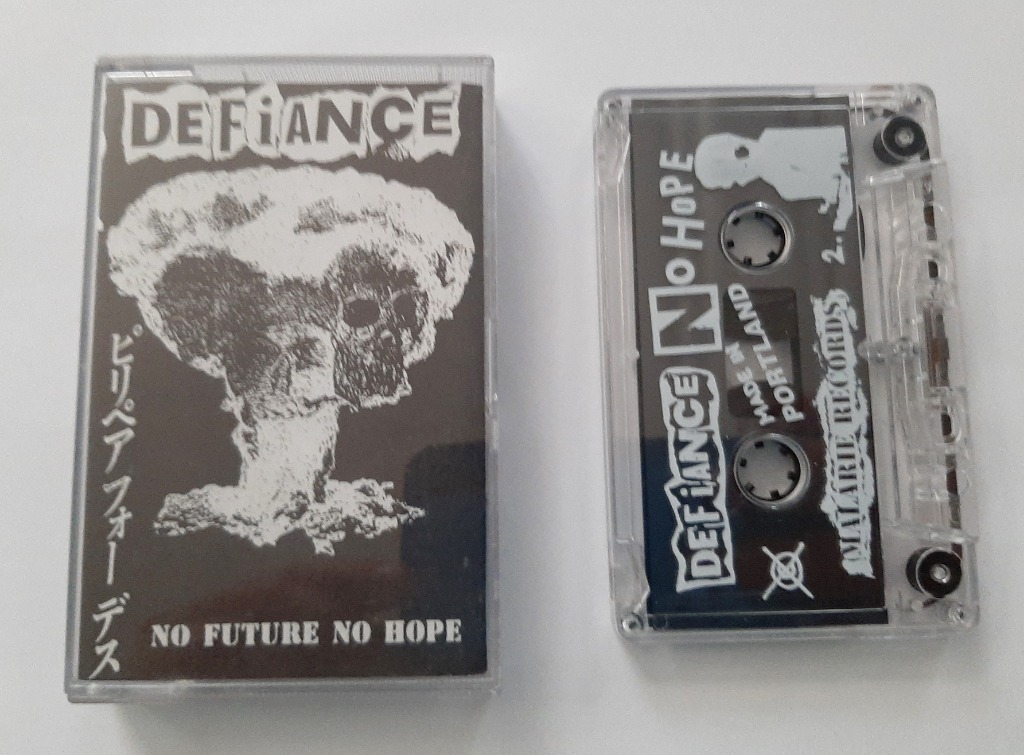 DEFiANCE
ピリペア フォー デス
NO FUTURE NO HOPE
DEFiANCE No HoPE
MADE IN
PORTLAND
2.
MALARIE RECORDS